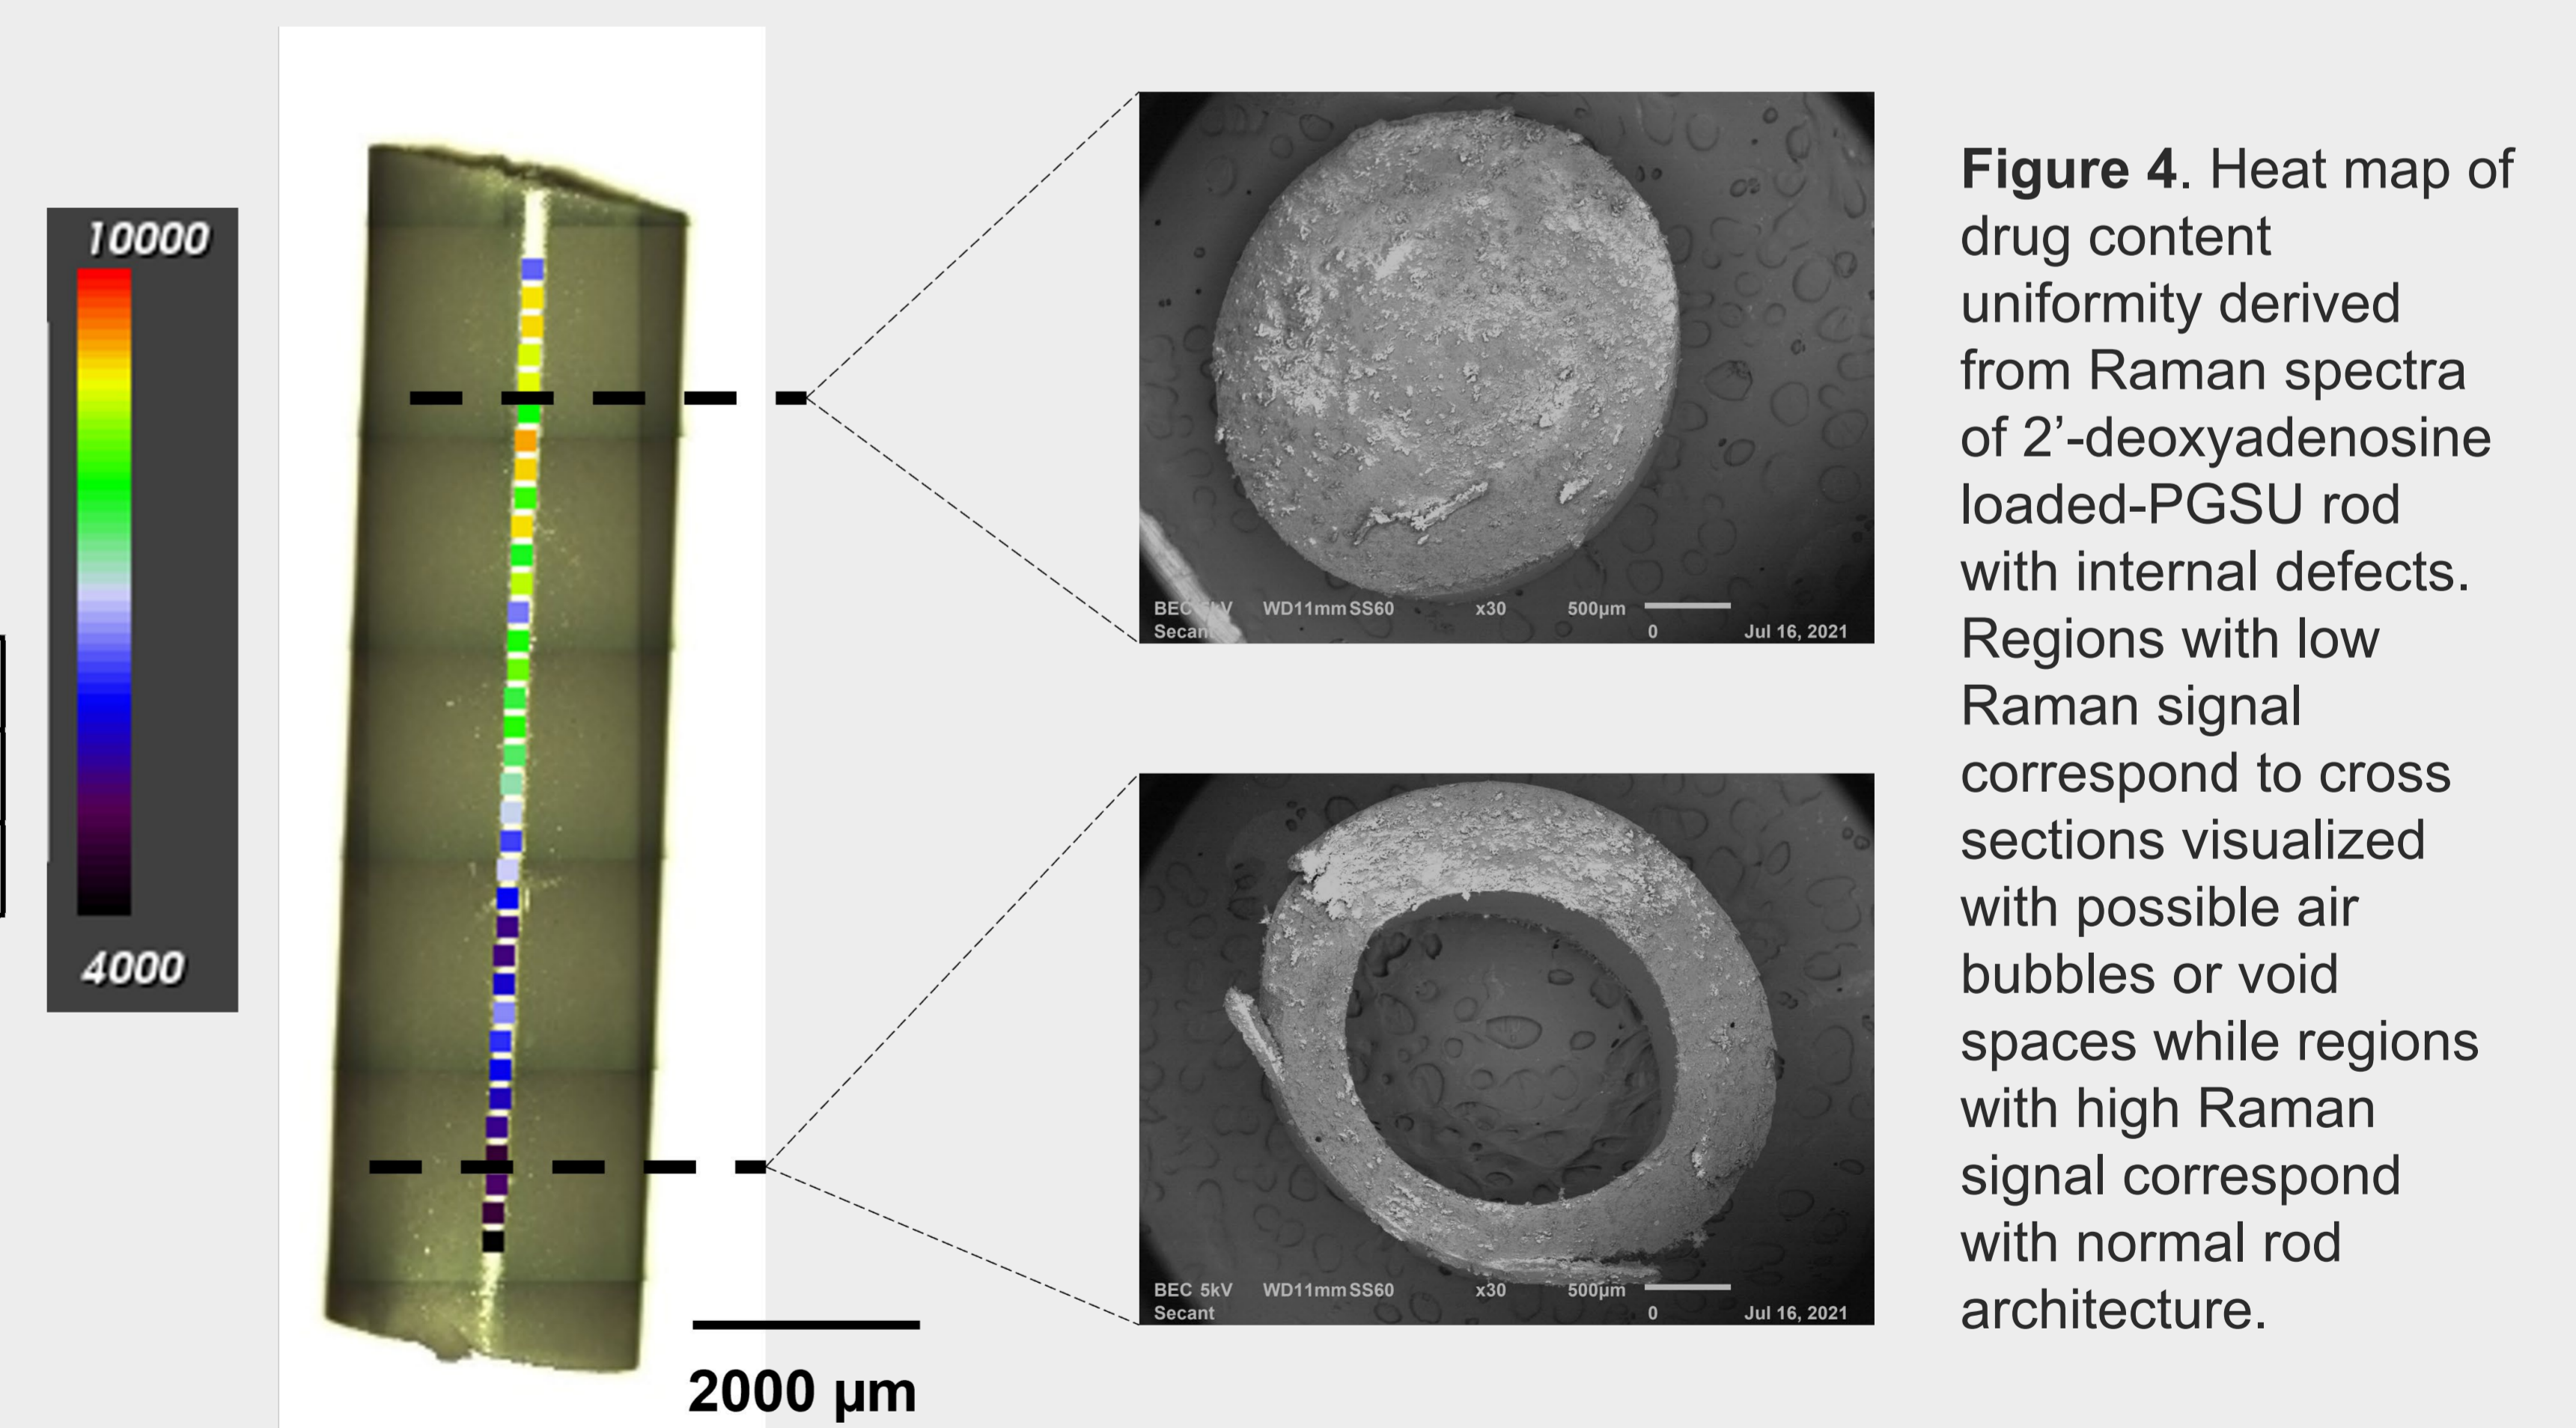 10000
4000
2000 µm
BEC 5kV WD11mm SS60 x30 500µm
Secant 0 Jul 16, 2021
BEC 5kV WD11mm SS60 x30 500µm
Secant 0 Jul 16, 2021
Figure 4. Heat map of
drug content
uniformity derived
from Raman spectra
of 2’-deoxyadenosine
loaded-PGSU rod
with internal defects.
Regions with low
Raman signal
correspond to cross
sections visualized
with possible air
bubbles or void
spaces while regions
with high Raman
signal correspond
with normal rod
architecture.